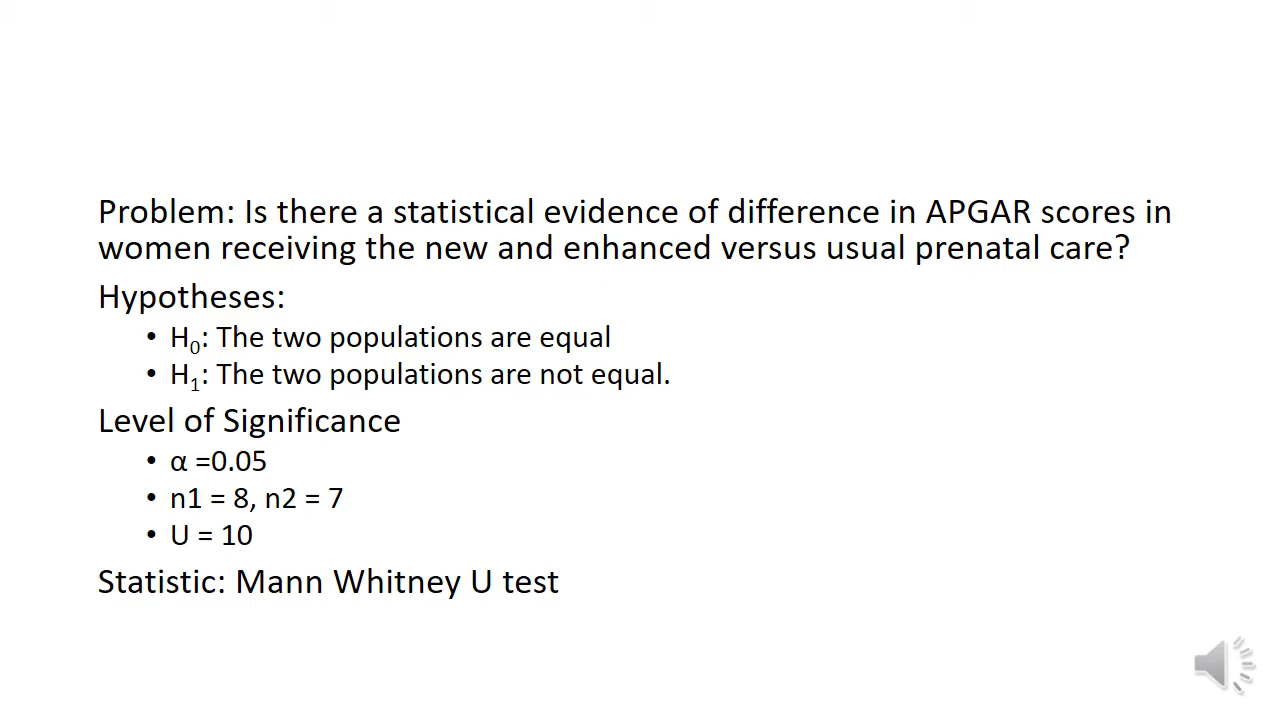 Problem: Is there a statistical evidence of difference in APGAR scores in
women receiving the new and enhanced versus usual prenatal care?
Hypotheses:
• H₀: The two populations are equal
• H₁: The two populations are not equal.
Level of Significance
• α =0.05
• n1 = 8, n2 = 7
• U = 10
Statistic: Mann Whitney U test